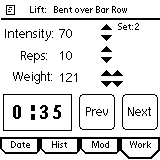 Lift: Bent over Bar Row
Intensity: 70 Set:2
Reps: 10
Weight: 121
0:35 Prev Next
Date Hist Mod Work